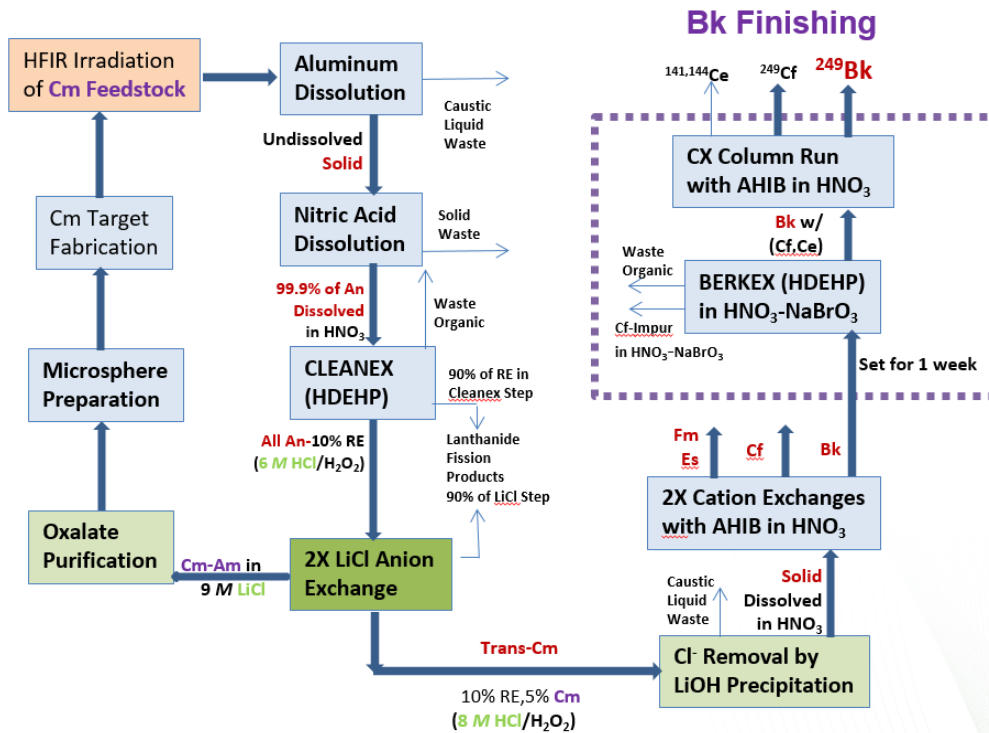 Bk Finishing
HFIR Irradiation
of Cm Feedstock
Cm Target
Fabrication
Microsphere
Preparation
Oxalate
Purification
Aluminum
Dissolution
Caustic
Liquid
Waste
Undissolved
Solid
Nitric Acid
Dissolution
Solid
Waste
99.9% of An
Dissolved
in HNO₃
Waste
Organic
CLEANEX
(HDEHP)
90% of RE in
Cleanex Step
All An-10% RE
(6 M HCl/H₂O₂)
Lanthanide
Fission
Products
90% of LiCl Step
2X LiCl Anion
Exchange
Cm-Am in
9 M LiCl
Trans-Cm
10% RE,5% Cm
(8 M HCl/H₂O₂)
Cl⁻ Removal by
LiOH Precipitation
Caustic
Liquid
Waste
Solid
Dissolved
in HNO₃
2X Cation Exchanges
with AHIB in HNO₃
Fm
Es
Cf
Bk
Set for 1 week
BERKEX (HDEHP)
in HNO₃-NaBrO₃
Waste
Organic
Cf-Impur
in HNO₃-NaBrO₃
Bk w/
(Cf,Ce)
CX Column Run
with AHIB in HNO₃
¹⁴¹,¹⁴⁴Ce
²⁴⁹Cf
²⁴⁹Bk